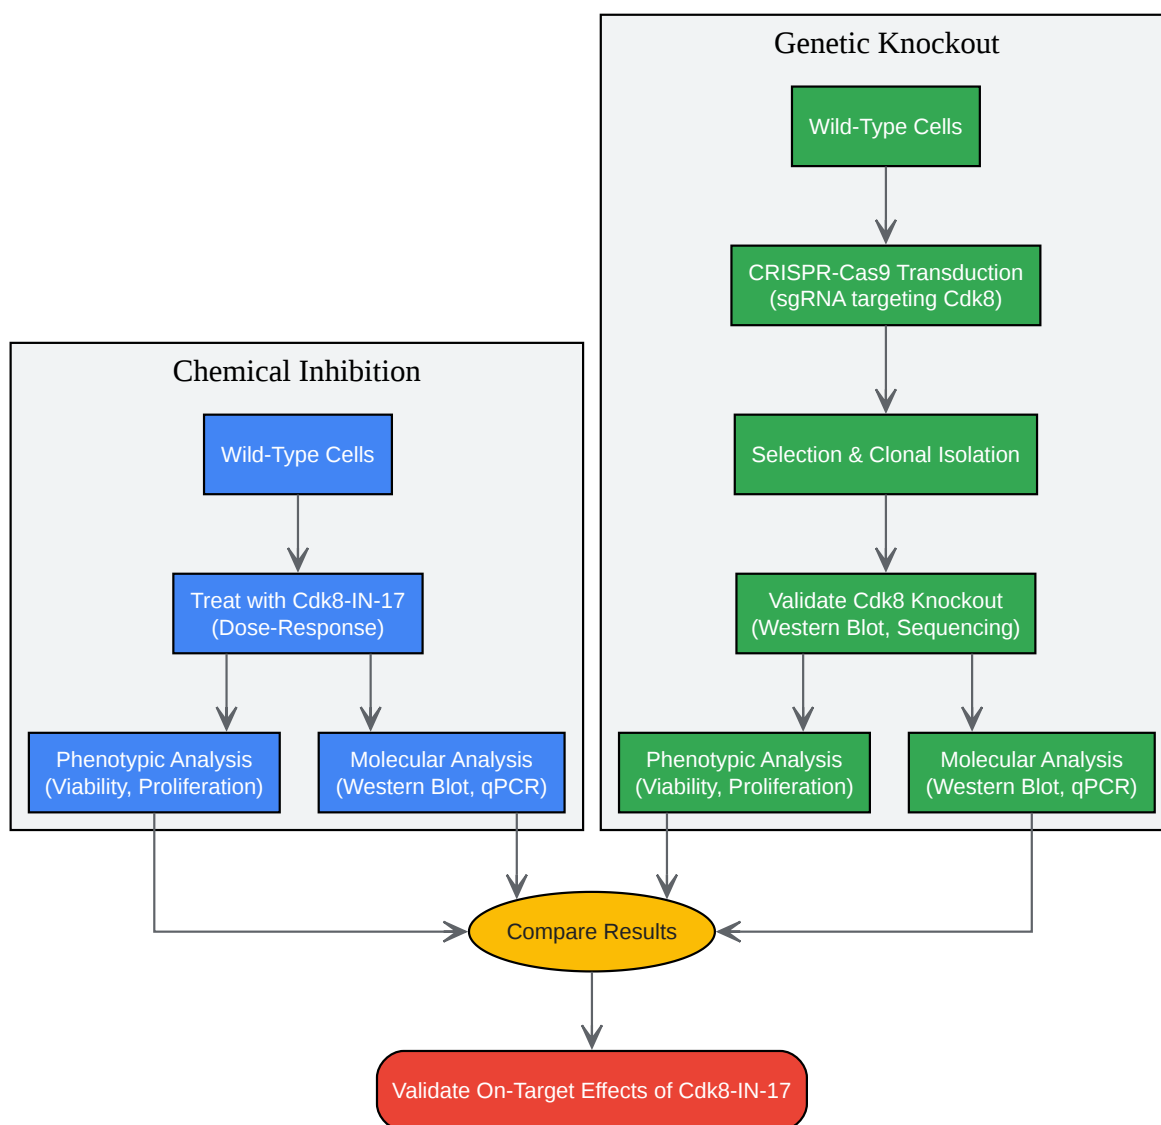 Genetic Knockout
Wild-Type Cells
CRISPR-Cas9 Transduction
(sgRNA targeting Cdk8)
Selection & Clonal Isolation
Validate Cdk8 Knockout
(Western Blot, Sequencing)
Phenotypic Analysis
(Viability, Proliferation)
Molecular Analysis
(Western Blot, qPCR)
Chemical Inhibition
Wild-Type Cells
Treat with Cdk8-IN-17
(Dose-Response)
Phenotypic Analysis
(Viability, Proliferation)
Molecular Analysis
(Western Blot, qPCR)
Compare Results
Validate On-Target Effects of Cdk8-IN-17